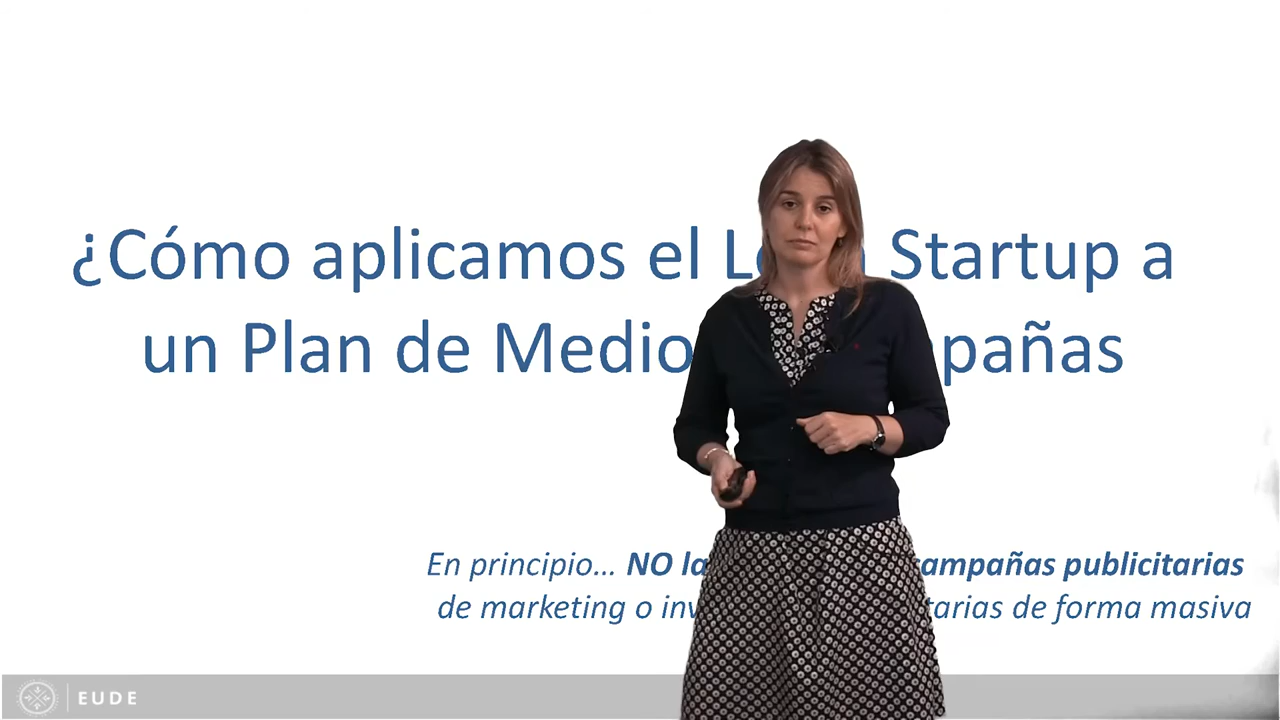 ¿Cómo aplicamos el Startup a
un Plan de Medio pañas
En principio... NO la campañas publicitarias
de marketing o inv tarias de forma masiva
EUDE